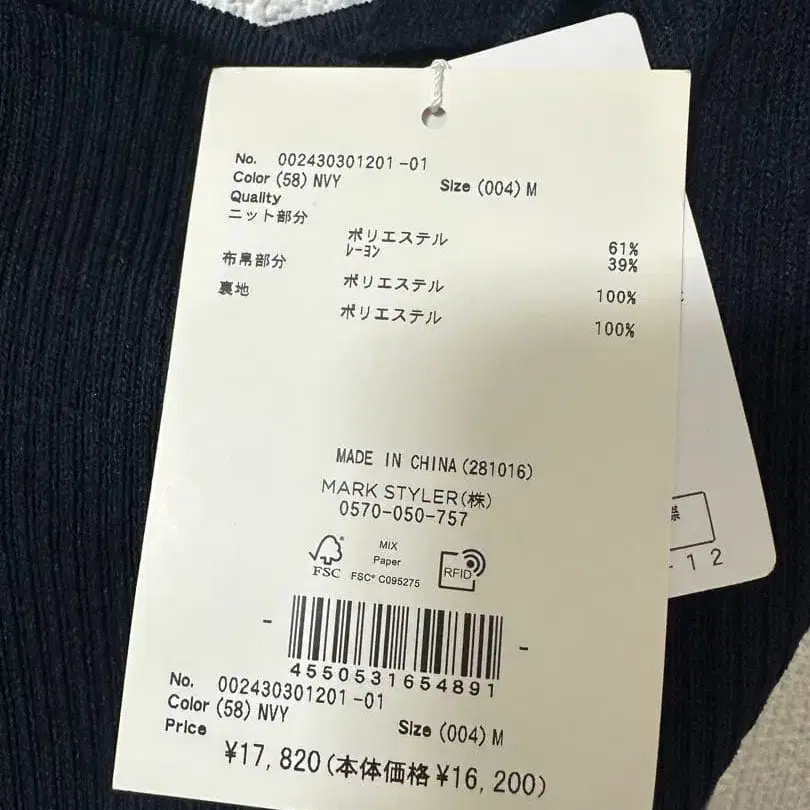 No. 002430301201-01
Color (58) NVY Size (004) M
Quality
ニット部分
ポリエステル 61%
レーヨン 39%
布帛部分
ポリエステル 100%
裏地
ポリエステル 100%
MADE IN CHINA (281016)
MARK STYLER(株)
0570-050-757
FSC
MIX
Paper
FSC® C095275
RFID
4550531654891
No. 002430301201-01
Color (58) NVY Size (004) M
Price
¥17,820(本体価格¥16,200)
-12